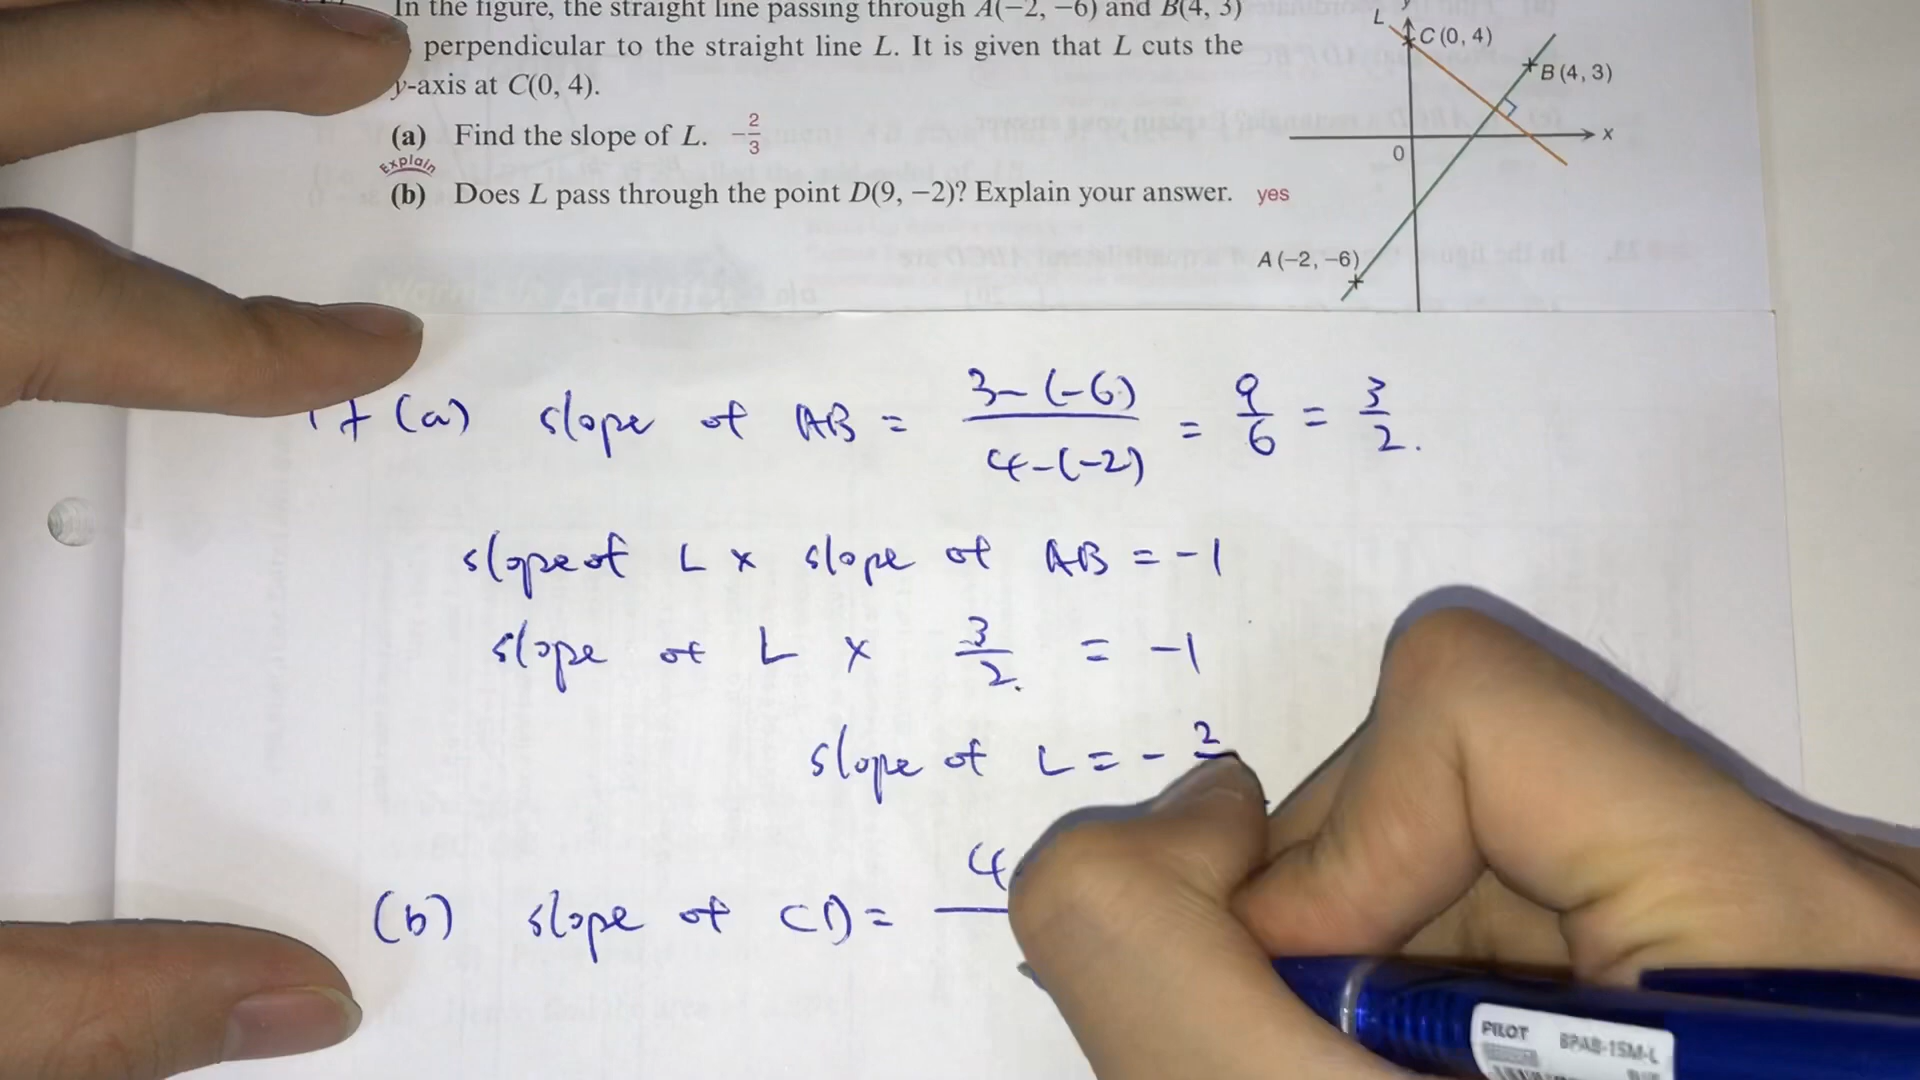 In the figure, the straight line passing through A(−2, −6) and B(4, 3)
perpendicular to the straight line L. It is given that L cuts the
y-axis at C(0, 4).
(a) Find the slope of L. −2/3
Explain
(b) Does L pass through the point D(9, −2)? Explain your answer. yes
L
y
C (0, 4)
B (4, 3)
x
0
A (−2, −6)
(a) slope of AB = 3-(-6)/4-(-2) = 9/6 = 3/2.
slope of L x slope of AB = -1
slope of L x 3/2. = -1
slope of L = - 2
(b) slope of CD = 4
PILOT
BPAB-15M-L